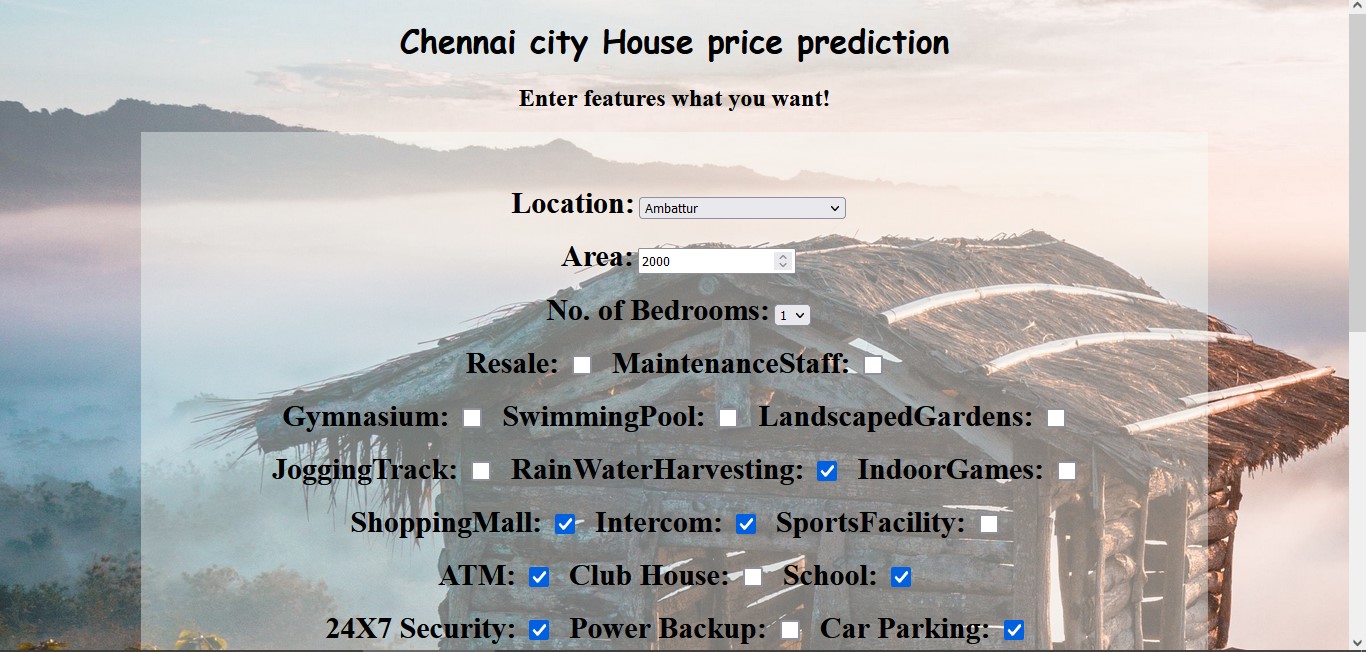 Chennai city House price prediction
Enter features what you want!
Location: Ambattur
Area: 2000
No. of Bedrooms: 1
Resale: MaintenanceStaff:
Gymnasium: SwimmingPool: LandscapedGardens:
JoggingTrack: RainWaterHarvesting: IndoorGames:
ShoppingMall: Intercom: SportsFacility:
ATM: Club House: School:
24X7 Security: Power Backup: Car Parking: